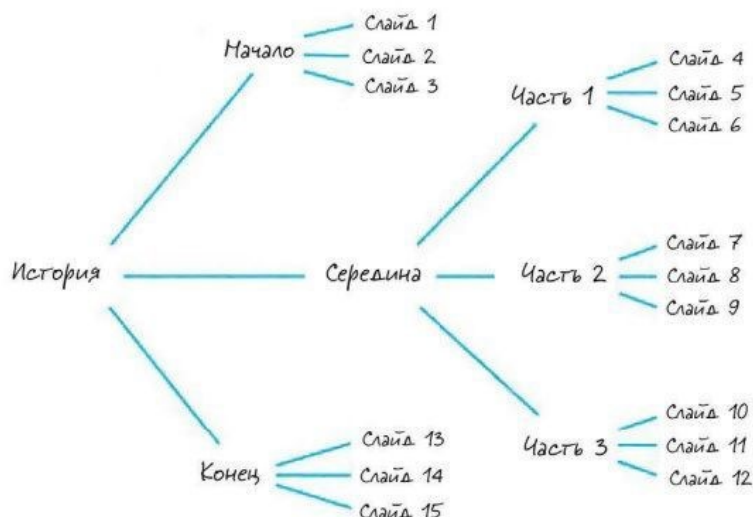 История
Начало
Слайд 1
Слайд 2
Слайд 3
Середина
Часть 1
Слайд 4
Слайд 5
Слайд 6
Часть 2
Слайд 7
Слайд 8
Слайд 9
Часть 3
Слайд 10
Слайд 11
Слайд 12
Конец
Слайд 13
Слайд 14
Слайд 15